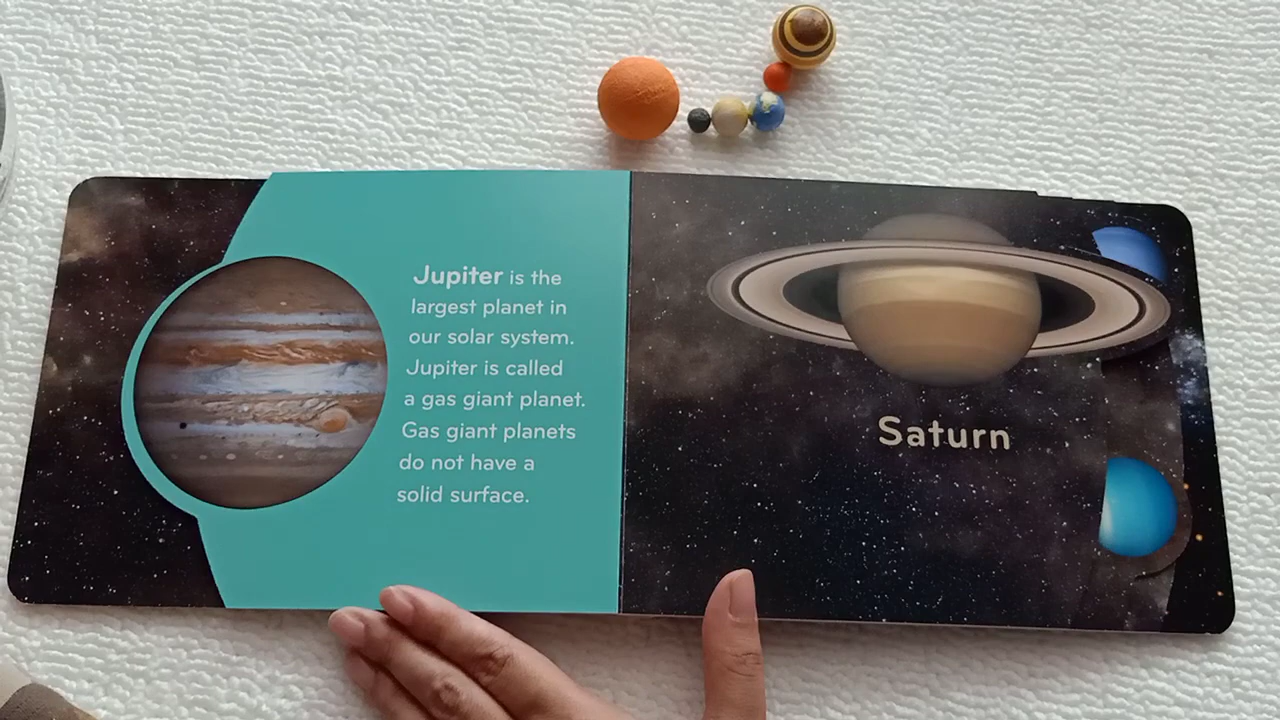 Jupiter is the
largest planet in
our solar system.
Jupiter is called
a gas giant planet.
Gas giant planets
do not have a
solid surface.
Saturn